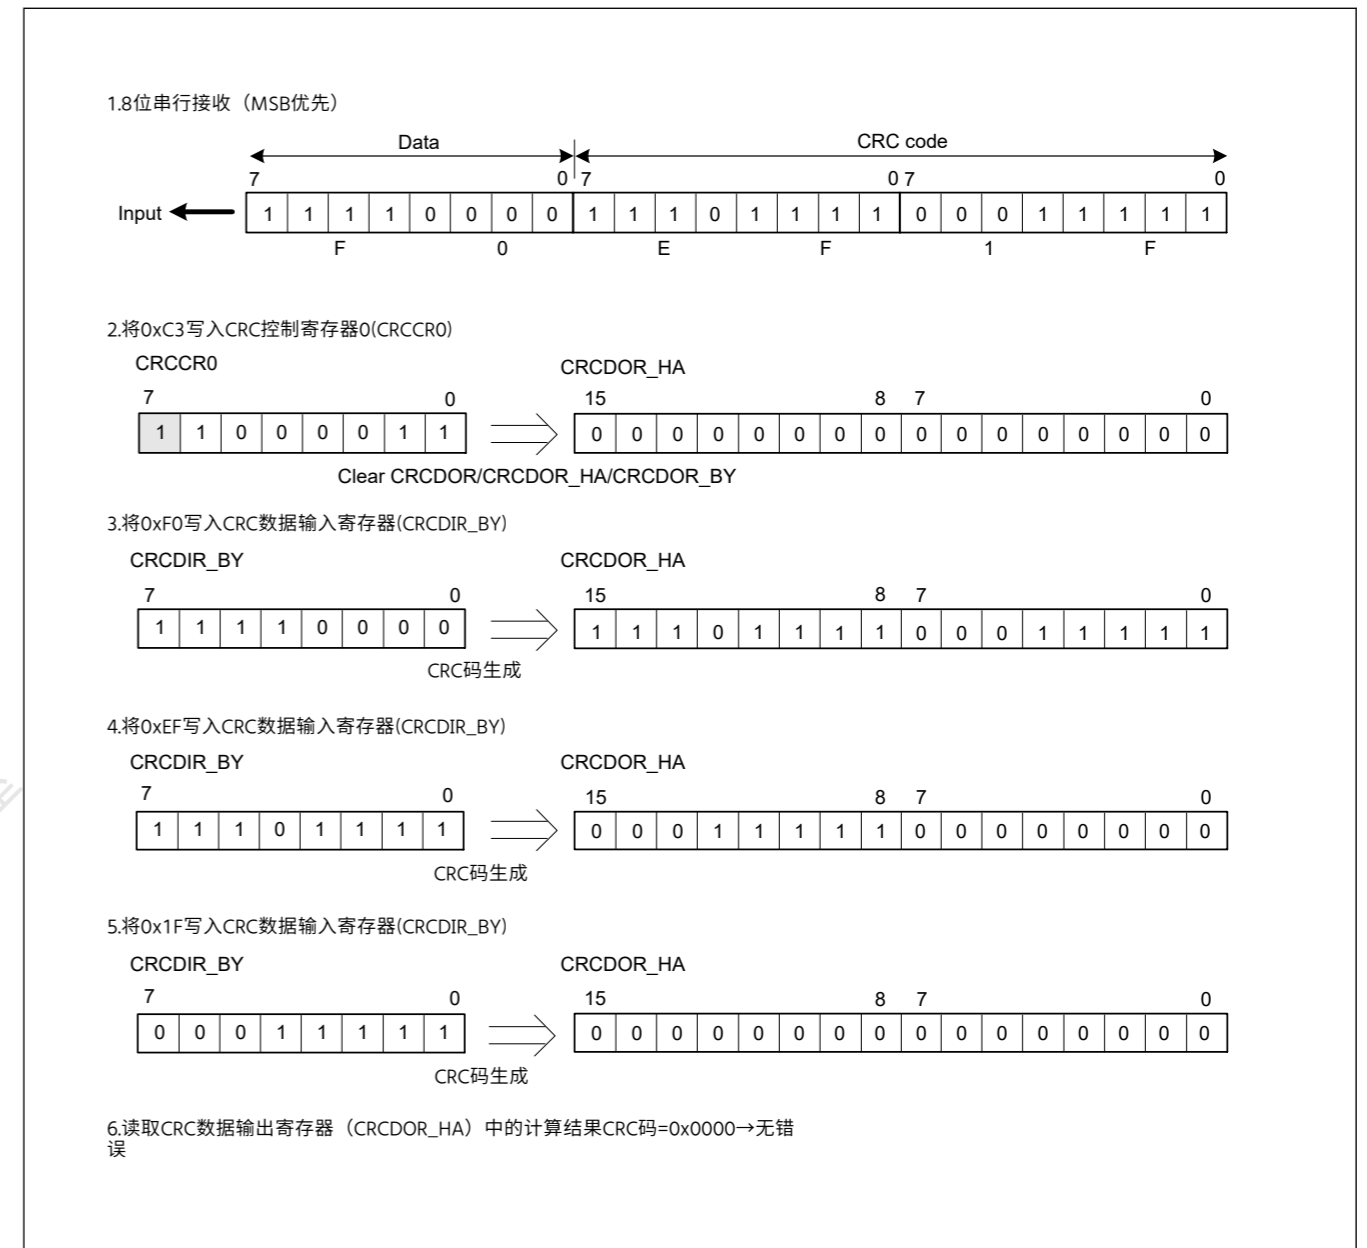 1.8位串行接收（MSB优先）
Data CRC code
7 0 7 0 7 0
Input 1 1 1 1 0 0 0 0 1 1 1 0 1 1 1 1 0 0 0 1 1 1 1 1
F 0 E F 1 F
2.将0xC3写入CRC控制寄存器0(CRCCR0)
CRCCR0 CRCDOR_HA
7 0 15 8 7 0
1 1 0 0 0 0 1 1 0 0 0 0 0 0 0 0 0 0 0 0 0 0 0 0
Clear CRCDOR/CRCDOR_HA/CRCDOR_BY
3.将0xF0写入CRC数据输入寄存器(CRCDIR_BY)
CRCDIR_BY CRCDOR_HA
7 0 15 8 7 0
1 1 1 1 0 0 0 0 1 1 1 0 1 1 1 1 0 0 0 1 1 1 1 1
CRC码生成
4.将0xEF写入CRC数据输入寄存器(CRCDIR_BY)
CRCDIR_BY CRCDOR_HA
7 0 15 8 7 0
1 1 1 0 1 1 1 1 0 0 0 1 1 1 1 1 0 0 0 0 0 0 0 0
CRC码生成
5.将0x1F写入CRC数据输入寄存器(CRCDIR_BY)
CRCDIR_BY CRCDOR_HA
7 0 15 8 7 0
0 0 0 1 1 1 1 1 0 0 0 0 0 0 0 0 0 0 0 0 0 0 0 0
CRC码生成
6.读取CRC数据输出寄存器（CRCDOR_HA）中的计算结果CRC码=0x0000→无错
误